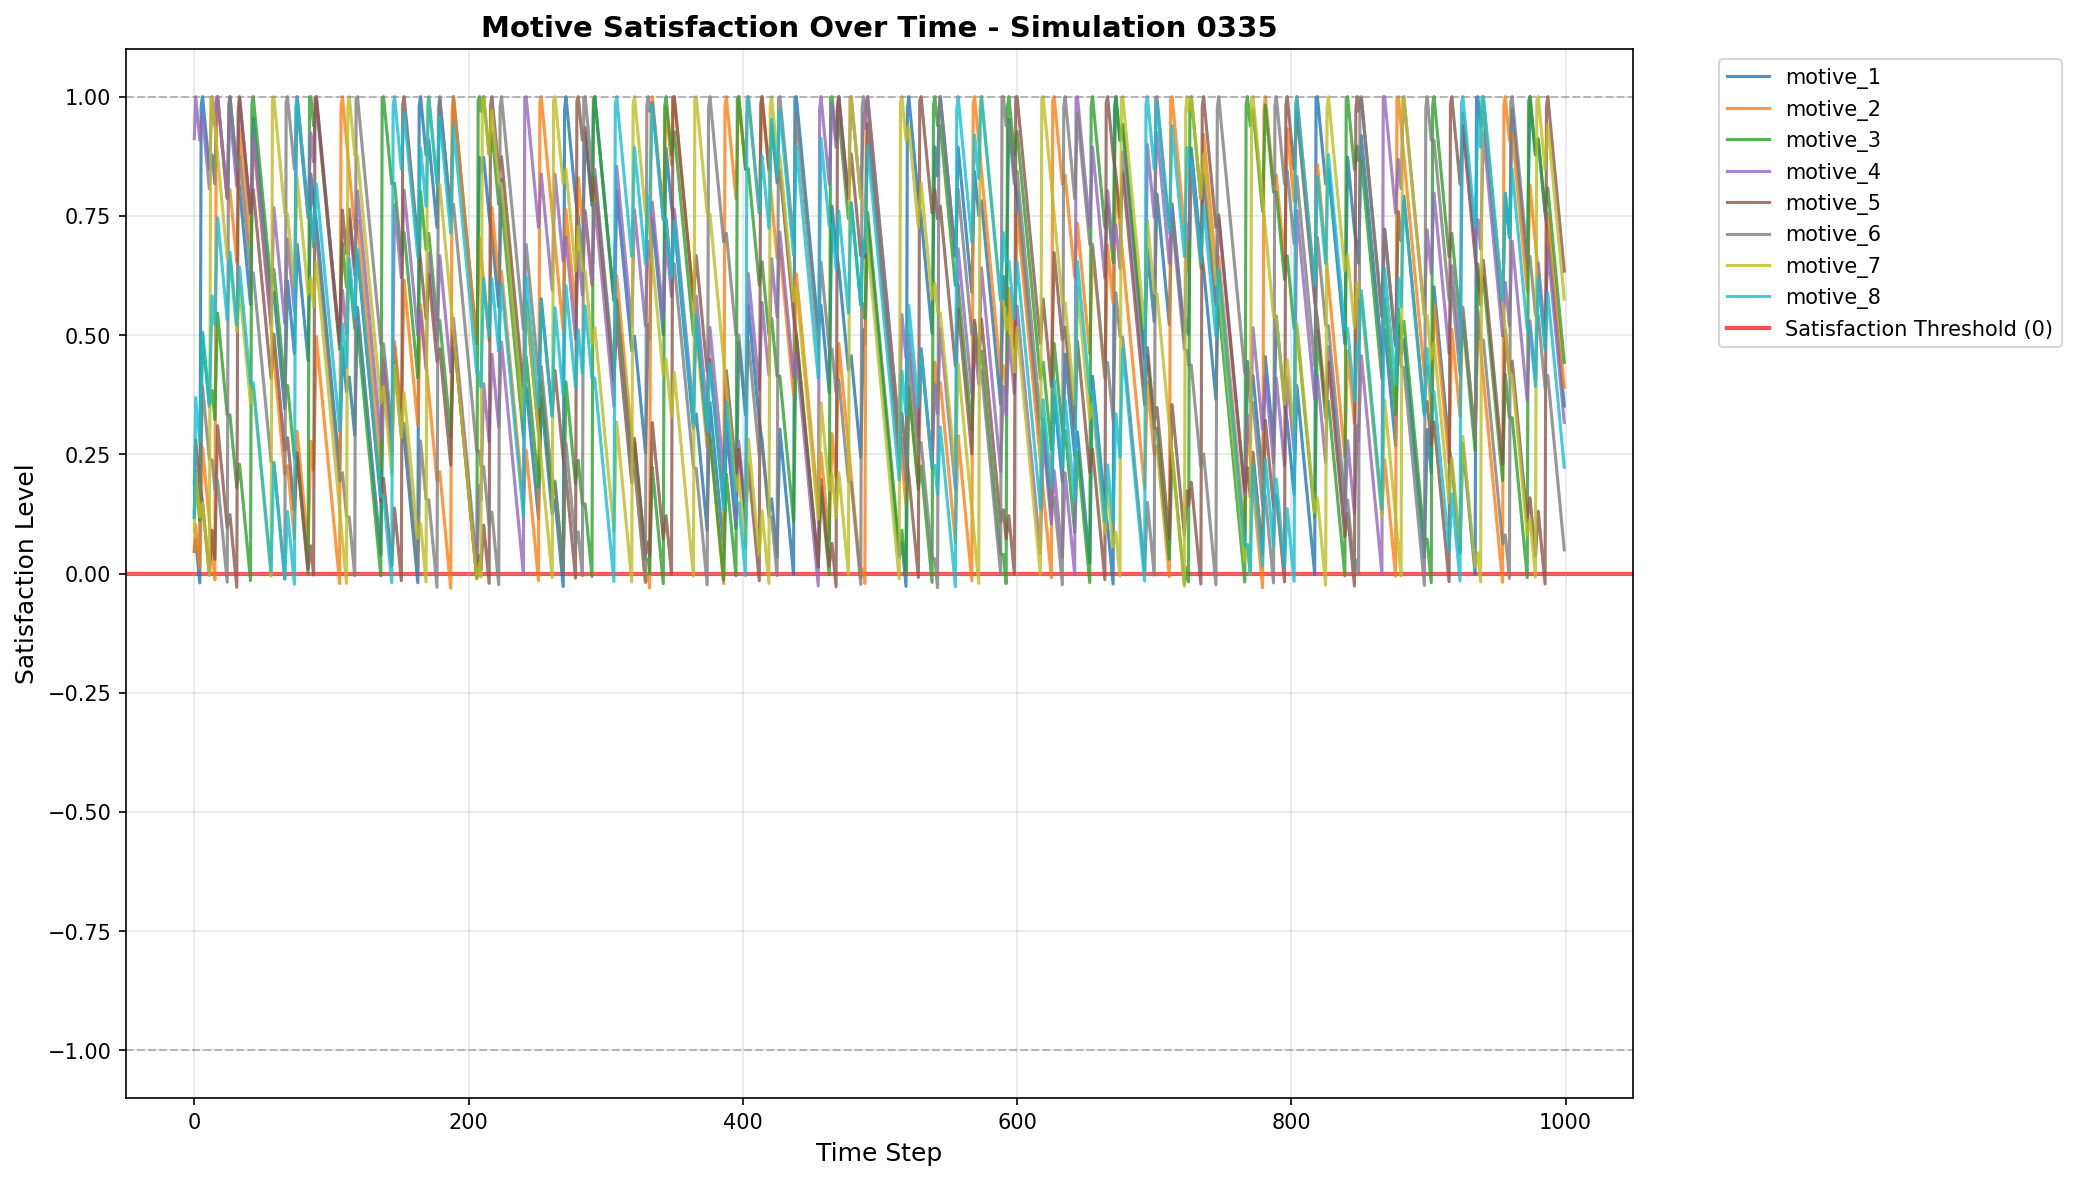 Motive Satisfaction Over Time - Simulation 0335
1.00
0.75
0.50
0.25
0.00
−0.25
−0.50
−0.75
−1.00
Satisfaction Level
0 200 400 600 800 1000
Time Step
motive_1
motive_2
motive_3
motive_4
motive_5
motive_6
motive_7
motive_8
Satisfaction Threshold (0)